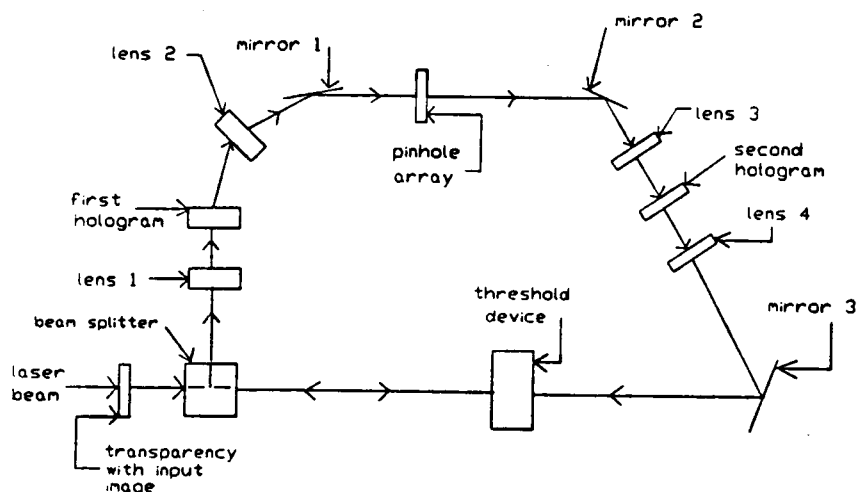 lens 2
mirror 1
mirror 2
lens 3
pinhole
array
second
hologram
first
hologram
lens 4
lens 1
threshold
device
mirror 3
beam splitter
laser
beam
transparency
with input
image